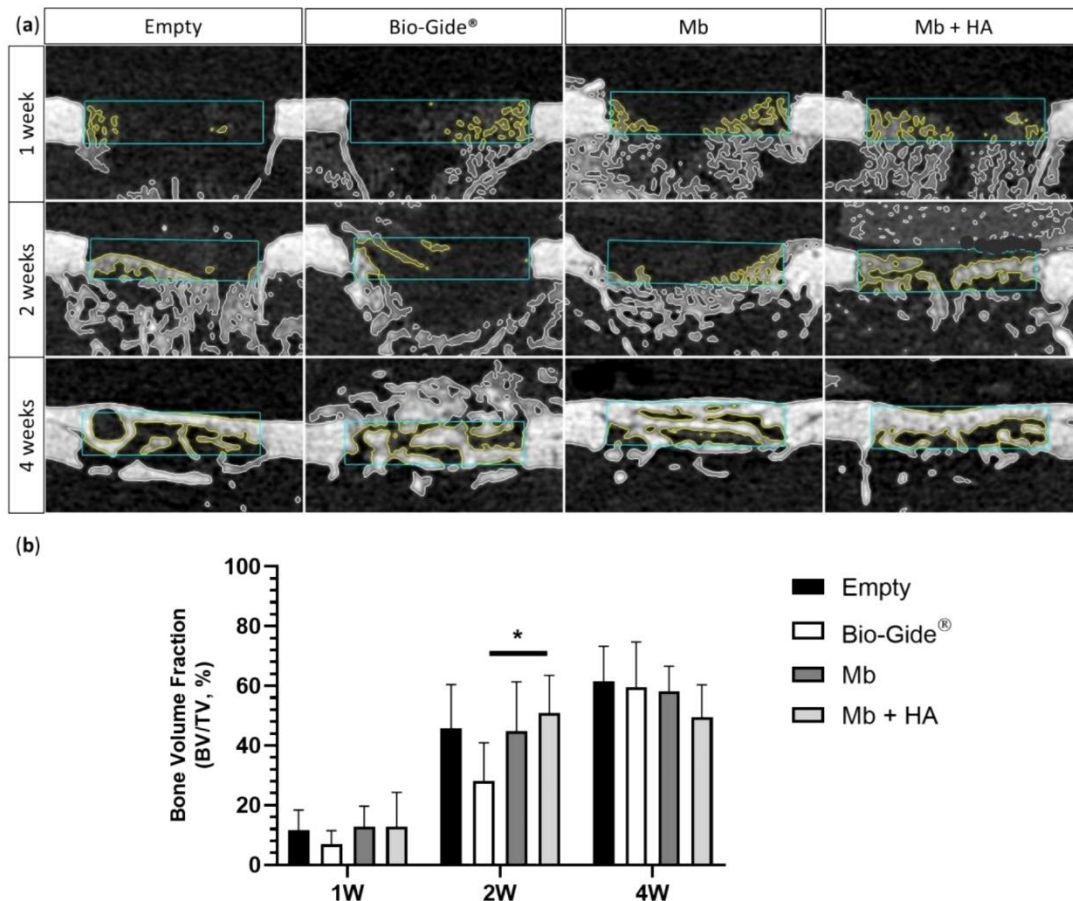 (a)
Empty
Bio-Gide®
Mb
Mb + HA
1 week
2 weeks
4 weeks
(b)
Bone Volume Fraction
(BV/TV, %)
100
80
60
40
20
0
*
1W
2W
4W
Empty
Bio-Gide®
Mb
Mb + HA